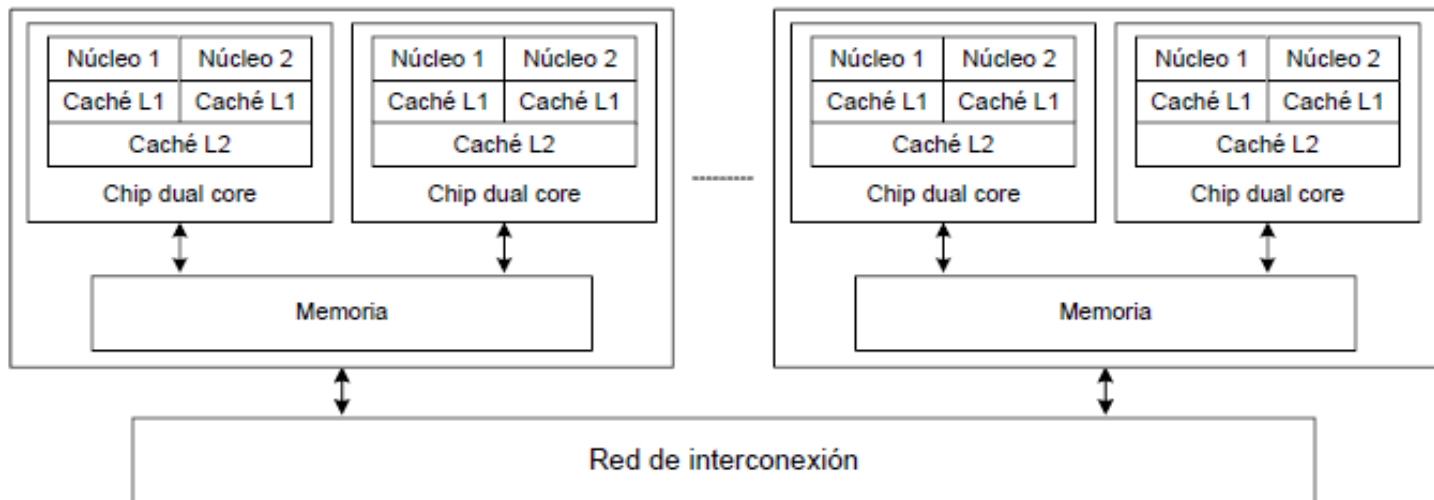 Núcleo 1 Núcleo 2 Núcleo 1 Núcleo 2 Núcleo 1 Núcleo 2 Núcleo 1 Núcleo 2
Caché L1 Caché L1 Caché L1 Caché L1 Caché L1 Caché L1 Caché L1 Caché L1
Caché L2 Caché L2 Caché L2 Caché L2
Chip dual core Chip dual core Chip dual core Chip dual core
Memoria Memoria
Red de interconexión